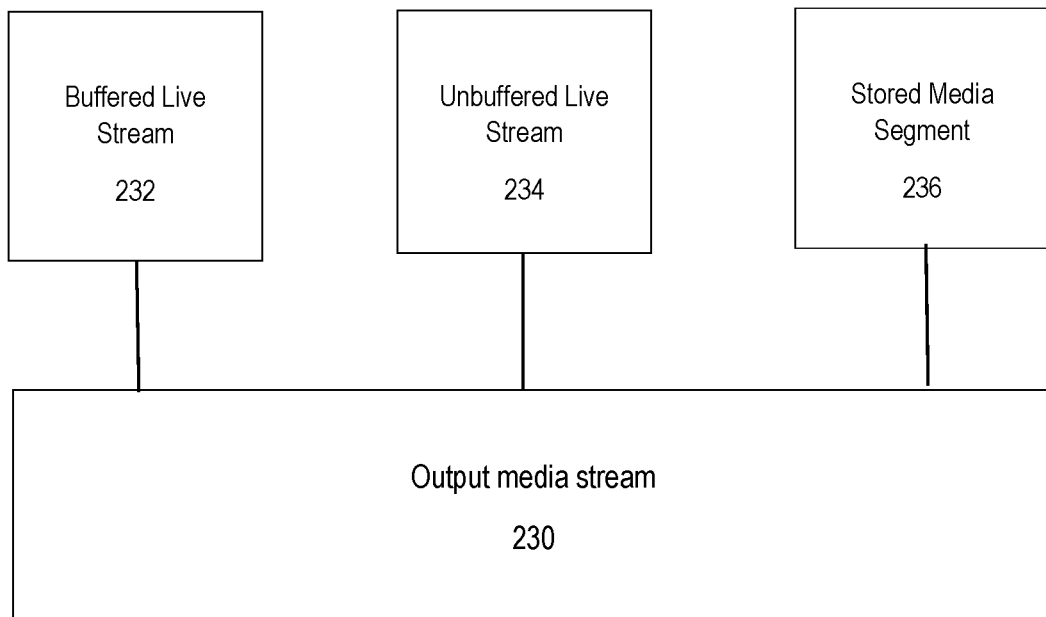 Buffered Live
Stream
232
Unbuffered Live
Stream
234
Stored Media
Segment
236
Output media stream
230